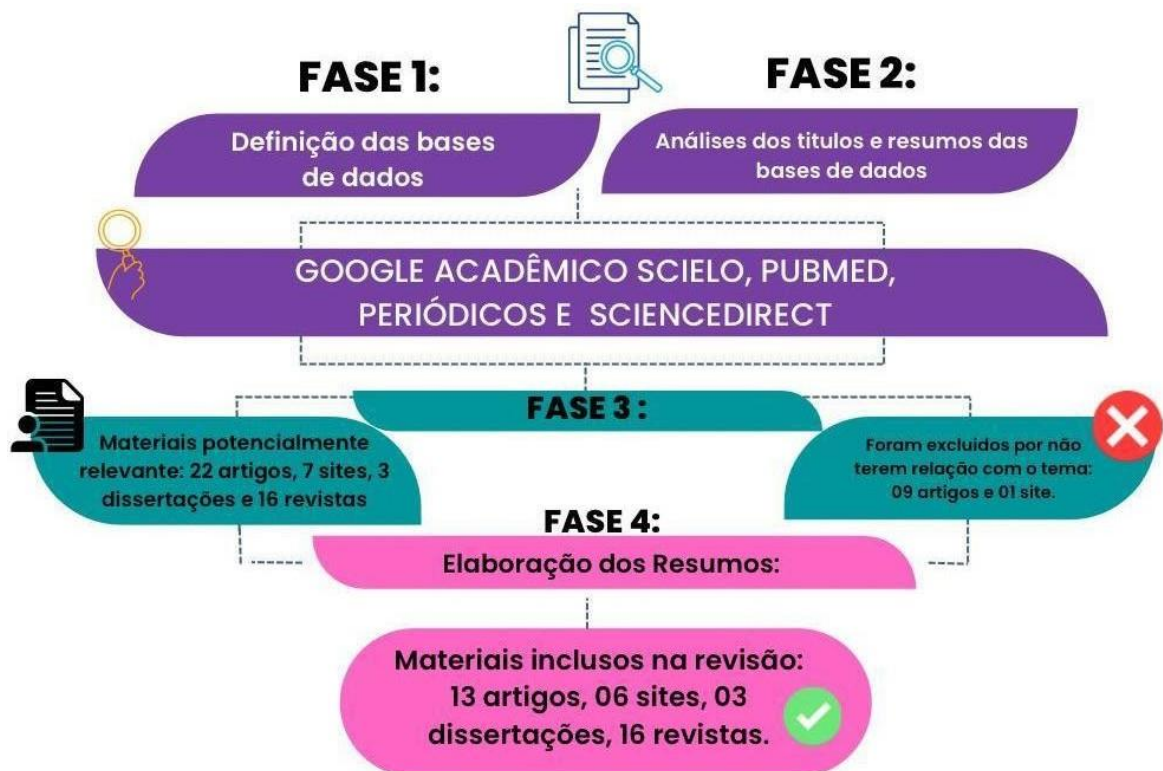 FASE 1:
Definição das bases
de dados
FASE 2:
Análises dos titulos e resumos das
bases de dados
GOOGLE ACADÊMICO SCIELO, PUBMED,
PERIÓDICOS E SCIENCEDIRECT
FASE 3 :
Materiais potencialmente
relevante: 22 artigos, 7 sites, 3
dissertações e 16 revistas
Foram excluidos por não
terem relação com o tema:
09 artigos e 01 site.
FASE 4:
Elaboração dos Resumos:
Materiais inclusos na revisão:
13 artigos, 06 sites, 03
dissertações, 16 revistas.